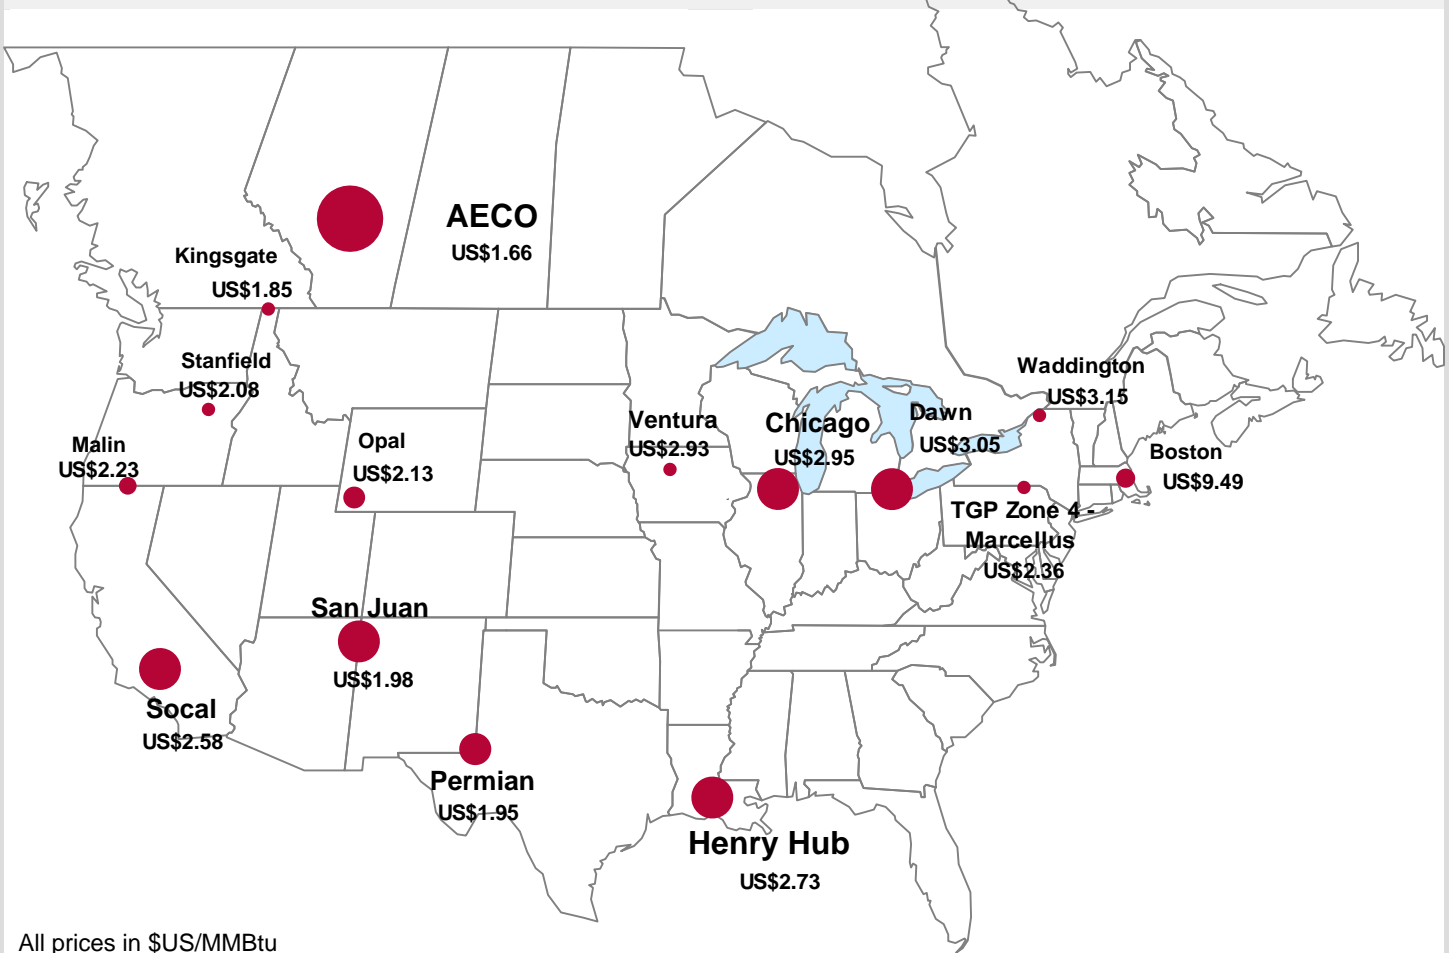 AECO
US$1.66
Kingsgate
US$1.85
Stanfield
US$2.08
Malin
US$2.23
Opal
US$2.13
Ventura
US$2.93
Chicago
US$2.95
Dawn
US$3.05
Waddington
US$3.15
Boston
US$9.49
TGP Zone 4 -
Marcellus
US$2.36
San Juan
US$1.98
Socal
US$2.58
Permian
US$1.95
Henry Hub
US$2.73
All prices in $US/MMBtu